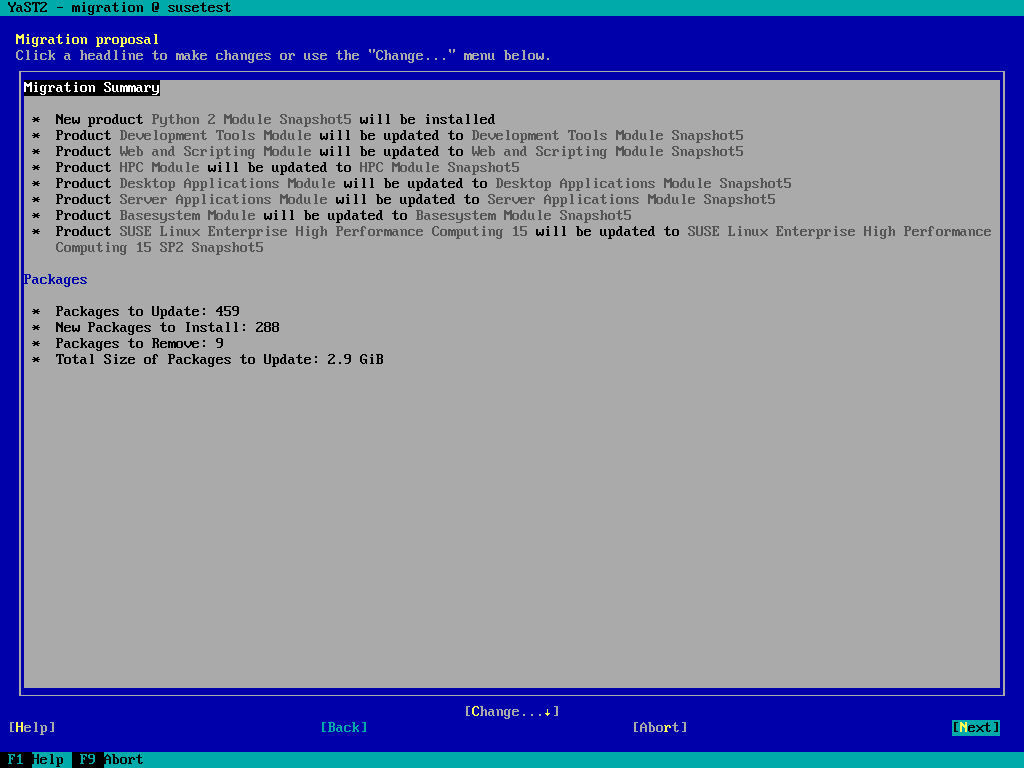 YaST2 - migration @ susetest
Migration proposal
Click a headline to make changes or use the "Change..." menu below.
Migration Summary
* New product Python 2 Module Snapshot5 will be installed
* Product Development Tools Module will be updated to Development Tools Module Snapshot5
* Product Web and Scripting Module will be updated to Web and Scripting Module Snapshot5
* Product HPC Module will be updated to HPC Module Snapshot5
* Product Desktop Applications Module will be updated to Desktop Applications Module Snapshot5
* Product Server Applications Module will be updated to Server Applications Module Snapshot5
* Product Basesystem Module will be updated to Basesystem Module Snapshot5
* Product SUSE Linux Enterprise High Performance Computing 15 will be updated to SUSE Linux Enterprise High Performance
Computing 15 SP2 Snapshot5
Packages
* Packages to Update: 459
* New Packages to Install: 288
* Packages to Remove: 9
* Total Size of Packages to Update: 2.9 GiB
[Change...↓]
[Help] [Back] [Abort] [Next]
F1 Help F9 Abort